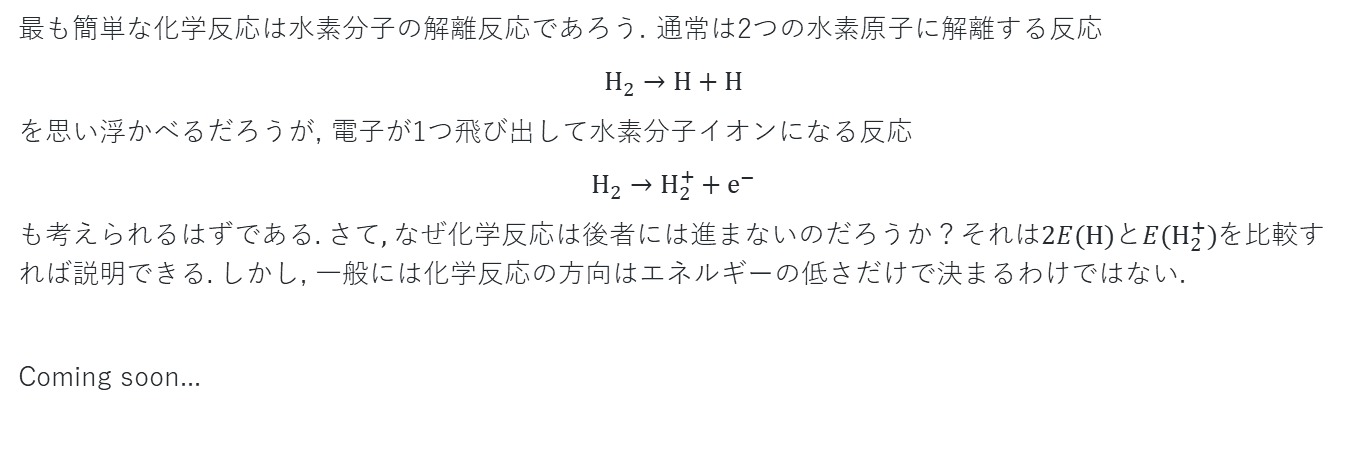 最も簡単な化学反応は水素分子の解離反応であろう. 通常は2つの水素原子に解離する反応
H₂ → H + H
を思い浮かべるだろうが, 電子が1つ飛び出して水素分子イオンになる反応
H₂ → H₂⁺ + e⁻
も考えられるはずである. さて, なぜ化学反応は後者には進まないのだろうか？それは2E(H)とE(H₂⁺)を比較す
れば説明できる. しかし, 一般には化学反応の方向はエネルギーの低さだけで決まるわけではない.
Coming soon...